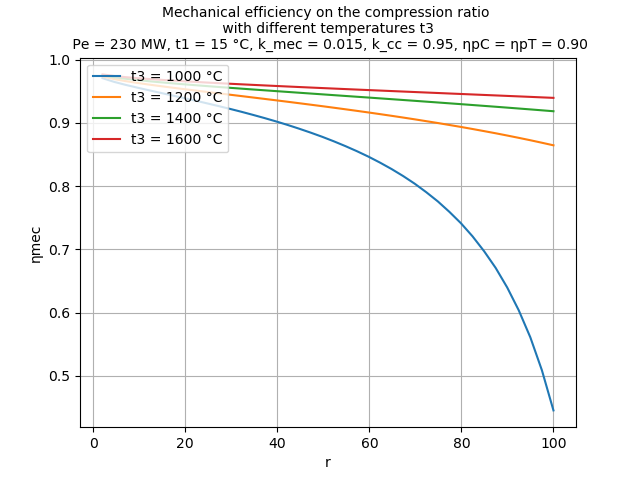 Mechanical efficiency on the compression ratio
with different temperatures t3
Pe = 230 MW, t1 = 15 °C, k_mec = 0.015, k_cc = 0.95, ηpC = ηpT = 0.90
1.0
0.9
0.8
0.7
0.6
0.5
ηmec
t3 = 1000 °C
t3 = 1200 °C
t3 = 1400 °C
t3 = 1600 °C
0
20
40
60
80
100
r